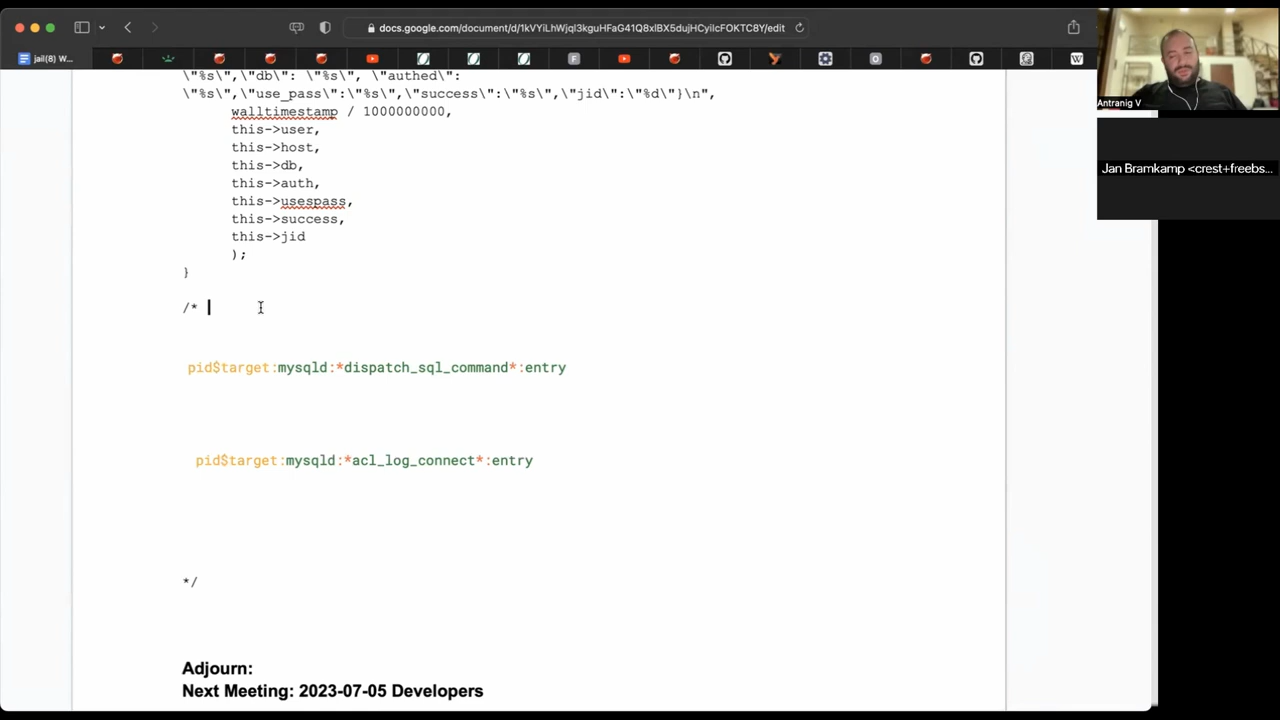 docs.google.com/document/d/1kVYiLhWjql3kguHFaG41Q8xlBX5dujHCyilcFOKTC8Y/edit
jail(8) W...
\"%s\",\"db\": \"%s\", \"authed\":
\"%s\",\"use_pass\":\"%s\",\"success\":\"%s\",\"jid\":\"%d\"}\n",
walltimestamp / 1000000000,
this->user,
this->host,
this->db,
this->auth,
this->usespass,
this->success,
this->jid
);
}
/*
pid$target:mysqld:*dispatch_sql_command*:entry
pid$target:mysqld:*acl_log_connect*:entry
*/
Adjourn:
Next Meeting: 2023-07-05 Developers
Antranig V
Jan Bramkamp <crest+freebs...